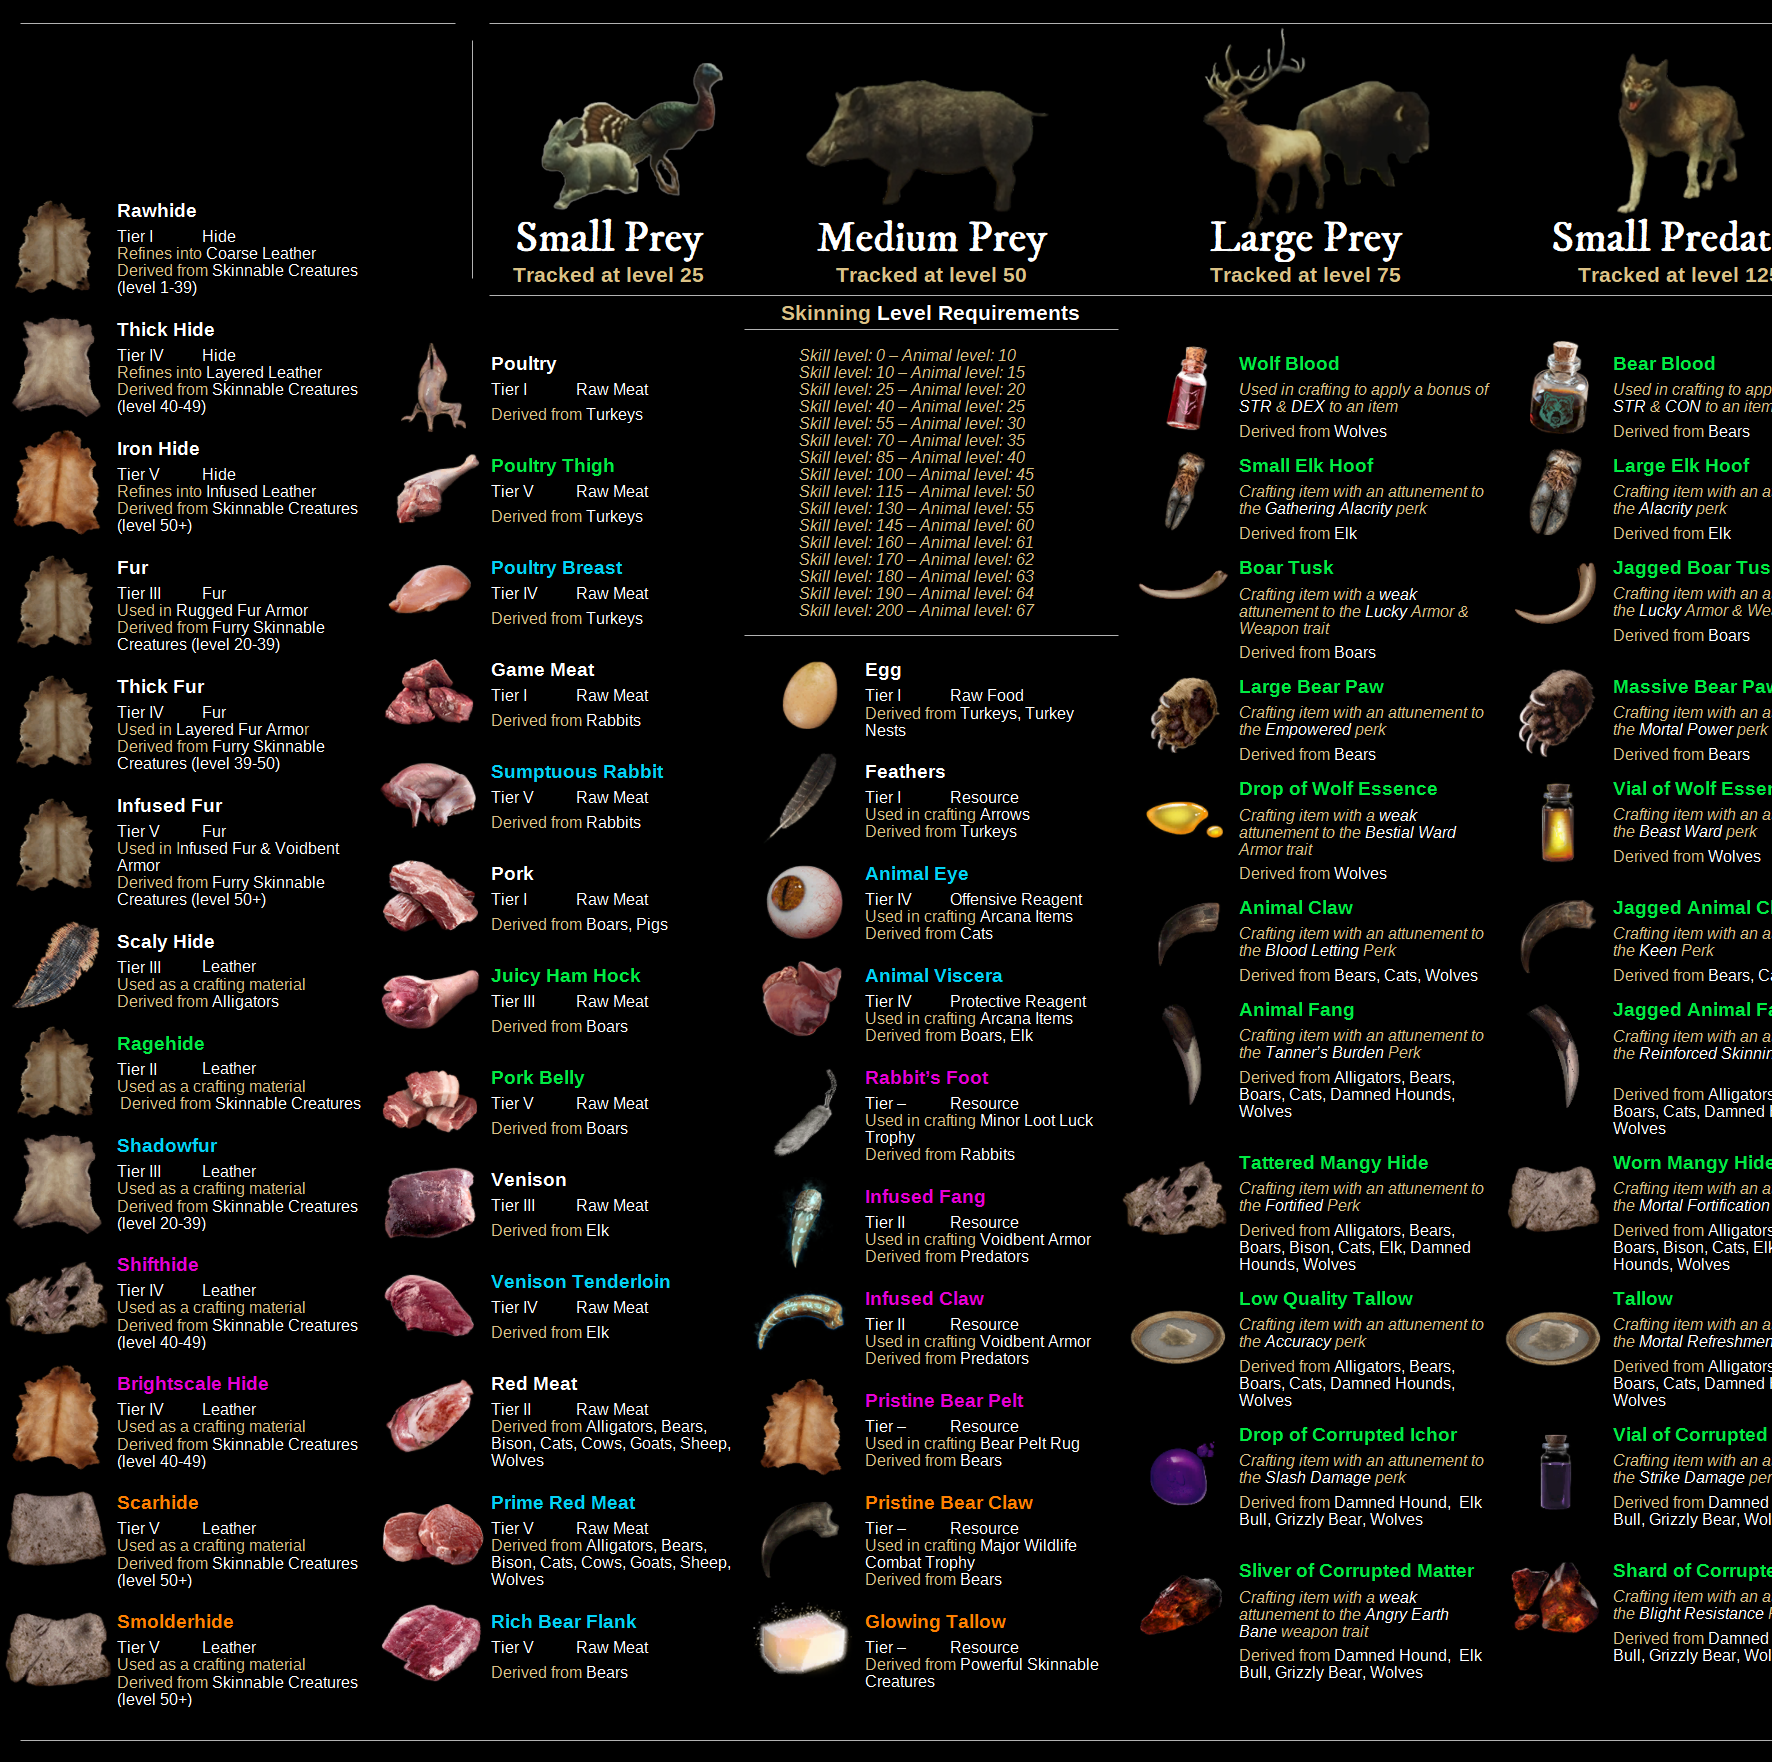 Small Prey
Tracked at level 25
Medium Prey
Tracked at level 50
Large Prey
Tracked at level 75
Small Predat
Tracked at level 125
Rawhide
Tier I Hide
Refines into Coarse Leather
Derived from Skinnable Creatures
(level 1-39)
Thick Hide
Tier IV Hide
Refines into Layered Leather
Derived from Skinnable Creatures
(level 40-49)
Iron Hide
Tier V Hide
Refines into Infused Leather
Derived from Skinnable Creatures
(level 50+)
Fur
Tier III Fur
Used in Rugged Fur Armor
Derived from Furry Skinnable
Creatures (level 20-39)
Thick Fur
Tier IV Fur
Used in Layered Fur Armor
Derived from Furry Skinnable
Creatures (level 39-50)
Infused Fur
Tier V Fur
Used in Infused Fur & Voidbent
Armor
Derived from Furry Skinnable
Creatures (level 50+)
Scaly Hide
Tier III Leather
Used as a crafting material
Derived from Alligators
Ragehide
Tier II Leather
Used as a crafting material
Derived from Skinnable Creatures
Shadowfur
Tier III Leather
Used as a crafting material
Derived from Skinnable Creatures
(level 20-39)
Shifthide
Tier IV Leather
Used as a crafting material
Derived from Skinnable Creatures
(level 40-49)
Brightscale Hide
Tier IV Leather
Used as a crafting material
Derived from Skinnable Creatures
(level 40-49)
Scarhide
Tier V Leather
Used as a crafting material
Derived from Skinnable Creatures
(level 50+)
Smolderhide
Tier V Leather
Used as a crafting material
Derived from Skinnable Creatures
(level 50+)
Poultry
Tier I Raw Meat
Derived from Turkeys
Poultry Thigh
Tier V Raw Meat
Derived from Turkeys
Poultry Breast
Tier IV Raw Meat
Derived from Turkeys
Game Meat
Tier I Raw Meat
Derived from Rabbits
Sumptuous Rabbit
Tier V Raw Meat
Derived from Rabbits
Pork
Tier I Raw Meat
Derived from Boars, Pigs
Juicy Ham Hock
Tier III Raw Meat
Derived from Boars
Pork Belly
Tier V Raw Meat
Derived from Boars
Venison
Tier III Raw Meat
Derived from Elk
Venison Tenderloin
Tier IV Raw Meat
Derived from Elk
Red Meat
Tier II Raw Meat
Derived from Alligators, Bears,
Bison, Cats, Cows, Goats, Sheep,
Wolves
Prime Red Meat
Tier V Raw Meat
Derived from Alligators, Bears,
Bison, Cats, Cows, Goats, Sheep,
Wolves
Rich Bear Flank
Tier V Raw Meat
Derived from Bears
Skinning Level Requirements
Skill level: 0 – Animal level: 10
Skill level: 10 – Animal level: 15
Skill level: 25 – Animal level: 20
Skill level: 40 – Animal level: 25
Skill level: 55 – Animal level: 30
Skill level: 70 – Animal level: 35
Skill level: 85 – Animal level: 40
Skill level: 100 – Animal level: 45
Skill level: 115 – Animal level: 50
Skill level: 130 – Animal level: 55
Skill level: 145 – Animal level: 60
Skill level: 160 – Animal level: 61
Skill level: 170 – Animal level: 62
Skill level: 180 – Animal level: 63
Skill level: 190 – Animal level: 64
Skill level: 200 – Animal level: 67
Egg
Tier I Raw Food
Derived from Turkeys, Turkey
Nests
Feathers
Tier I Resource
Used in crafting Arrows
Derived from Turkeys
Animal Eye
Tier IV Offensive Reagent
Used in crafting Arcana Items
Derived from Cats
Animal Viscera
Tier IV Protective Reagent
Used in crafting Arcana Items
Derived from Boars, Elk
Rabbit's Foot
Tier – Resource
Used in crafting Minor Loot Luck
Trophy
Derived from Rabbits
Infused Fang
Tier II Resource
Used in crafting Voidbent Armor
Derived from Predators
Infused Claw
Tier II Resource
Used in crafting Voidbent Armor
Derived from Predators
Pristine Bear Pelt
Tier – Resource
Used in crafting Bear Pelt Rug
Derived from Bears
Pristine Bear Claw
Tier – Resource
Used in crafting Major Wildlife
Combat Trophy
Derived from Bears
Glowing Tallow
Tier – Resource
Derived from Powerful Skinnable
Creatures
Wolf Blood
Used in crafting to apply a bonus of
STR & DEX to an item
Derived from Wolves
Small Elk Hoof
Crafting item with an attunement to
the Gathering Alacrity perk
Derived from Elk
Boar Tusk
Crafting item with a weak
attunement to the Lucky Armor &
Weapon trait
Derived from Boars
Large Bear Paw
Crafting item with an attunement to
the Empowered perk
Derived from Bears
Drop of Wolf Essence
Crafting item with a weak
attunement to the Bestial Ward
Armor trait
Derived from Wolves
Animal Claw
Crafting item with an attunement to
the Blood Letting Perk
Derived from Bears, Cats, Wolves
Animal Fang
Crafting item with an attunement to
the Tanner's Burden Perk
Derived from Alligators, Bears,
Boars, Cats, Damned Hounds,
Wolves
Tattered Mangy Hide
Crafting item with an attunement to
the Fortified Perk
Derived from Alligators, Bears,
Boars, Bison, Cats, Elk, Damned
Hounds, Wolves
Low Quality Tallow
Crafting item with an attunement to
the Accuracy perk
Derived from Alligators, Bears,
Boars, Cats, Damned Hounds,
Wolves
Drop of Corrupted Ichor
Crafting item with an attunement to
the Slash Damage perk
Derived from Damned Hound, Elk
Bull, Grizzly Bear, Wolves
Sliver of Corrupted Matter
Crafting item with a weak
attunement to the Angry Earth
Bane weapon trait
Derived from Damned Hound, Elk
Bull, Grizzly Bear, Wolves
Bear Blood
Used in crafting to app
STR & CON to an item
Derived from Bears
Large Elk Hoof
Crafting item with an a
the Alacrity perk
Derived from Elk
Jagged Boar Tus
Crafting item with an a
the Lucky Armor & Wea
Derived from Boars
Massive Bear Paw
Crafting item with an a
the Mortal Power perk
Derived from Bears
Vial of Wolf Essen
Crafting item with an a
the Beast Ward perk
Derived from Wolves
Jagged Animal Cl
Crafting item with an a
the Keen Perk
Derived from Bears, Ca
Jagged Animal Fa
Crafting item with an a
the Reinforced Skinnin
Derived from Alligators
Boars, Cats, Damned
Wolves
Worn Mangy Hide
Crafting item with an a
the Mortal Fortification
Derived from Alligators
Boars, Bison, Cats, Elk
Hounds, Wolves
Tallow
Crafting item with an a
the Mortal Refreshmen
Derived from Alligators
Boars, Cats, Damned
Wolves
Vial of Corrupted
Crafting item with an a
the Strike Damage per
Derived from Damned
Bull, Grizzly Bear, Wol
Shard of Corrupte
Crafting item with an a
the Blight Resistance
Derived from Damned
Bull, Grizzly Bear, Wol